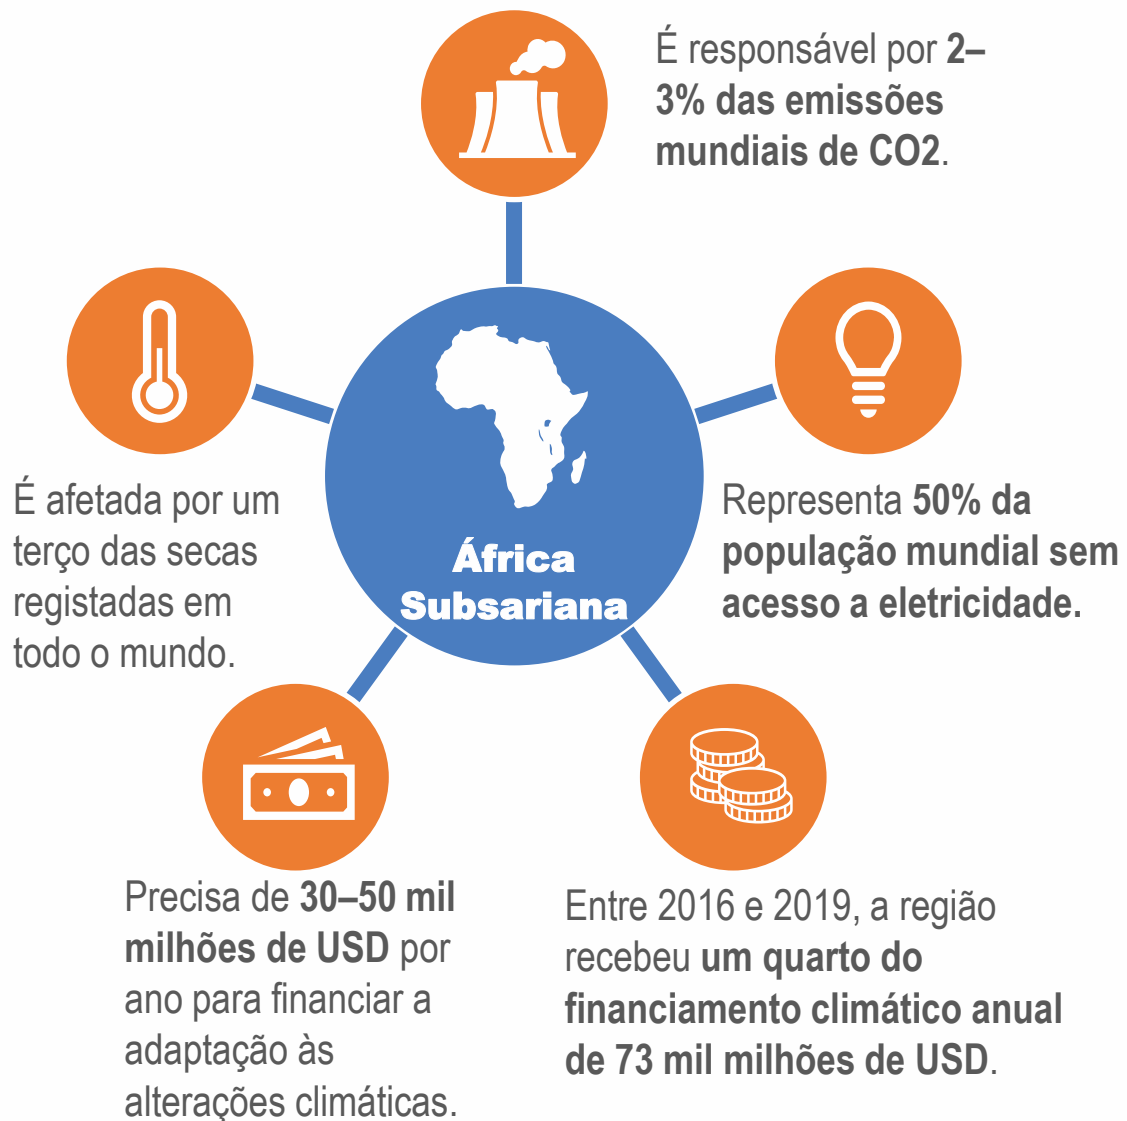 É responsável por 2–
3% das emissões
mundiais de CO2.
É afetada por um
terço das secas
registadas em
todo o mundo.
África
Subsariana
Representa 50% da
população mundial sem
acesso a eletricidade.
Precisa de 30–50 mil
milhões de USD por
ano para financiar a
adaptação às
alterações climáticas.
Entre 2016 e 2019, a região
recebeu um quarto do
financiamento climático anual
de 73 mil milhões de USD.